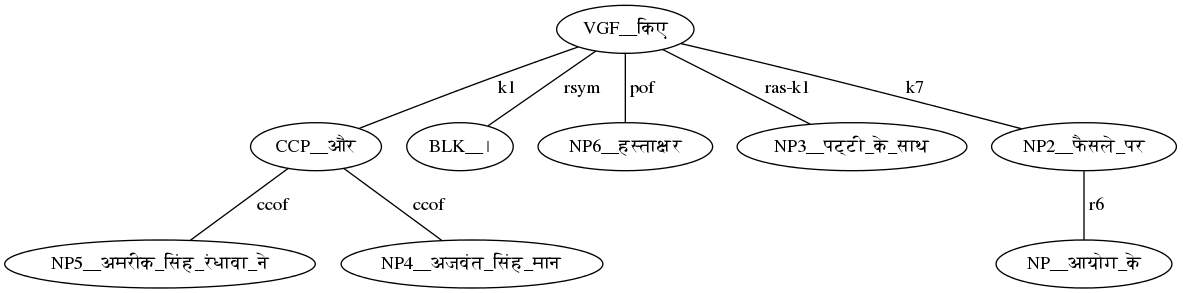 VGF__किए
k1 rsym pof ras-k1 k7
CCP__और BLK__। NP6__हस्ताक्षर NP3__पट्टी_के_साथ NP2__फैसले_पर
ccof ccof r6
NP5__अमरीक_सिंह_रंधावा_ने NP4__अजवंत_सिंह_मान NP__आयोग_के